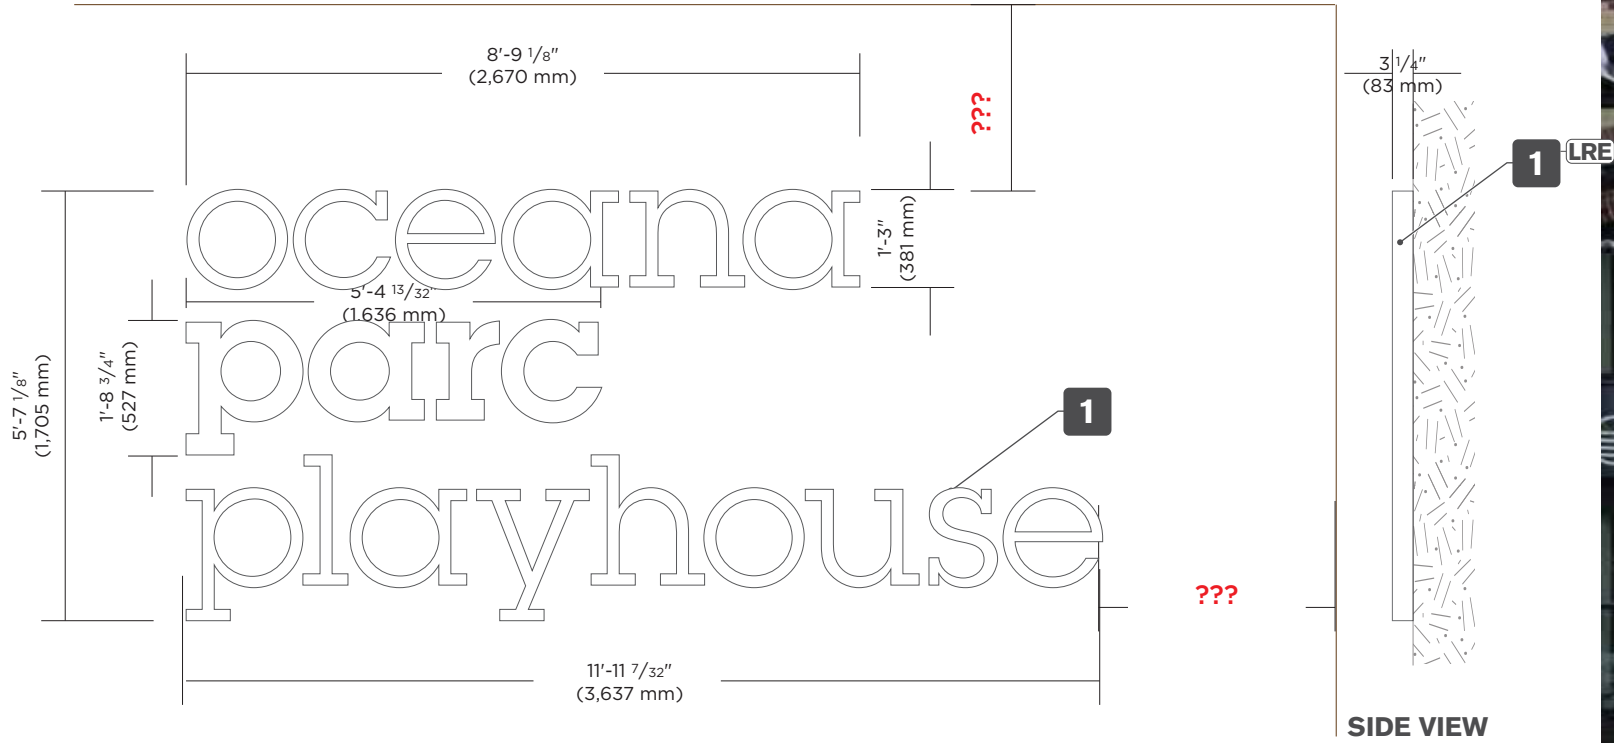 8'-9 1/8"
(2,670 mm)
???
3 1/4"
(83 mm)
1
LRE
oceana
1'-3"
(381 mm)
5'-4 13/32"
(1,636 mm)
parc
1'-8 3/4"
(527 mm)
5'-7 1/8"
(1,705 mm)
1
playhouse
???
11'-11 7/32"
(3,637 mm)
SIDE VIEW